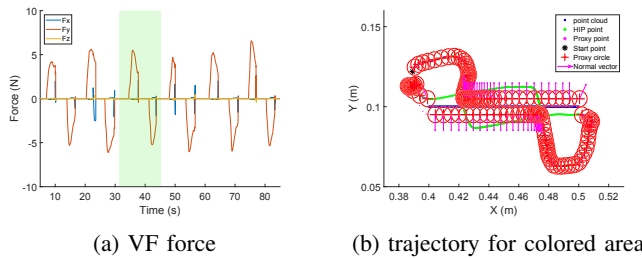 10
5
0
-5
-10
Force (N)
0 10 20 30 40 50 60 70 80
Time (s)
Fx
Fy
Fz
(a) VF force
0.15
0.1
0.05
Y (m)
0.38 0.4 0.42 0.44 0.46 0.48 0.5 0.52
X (m)
point cloud
HIP point
Proxy point
Start point
Proxy circle
Normal vector
(b) trajectory for colored area